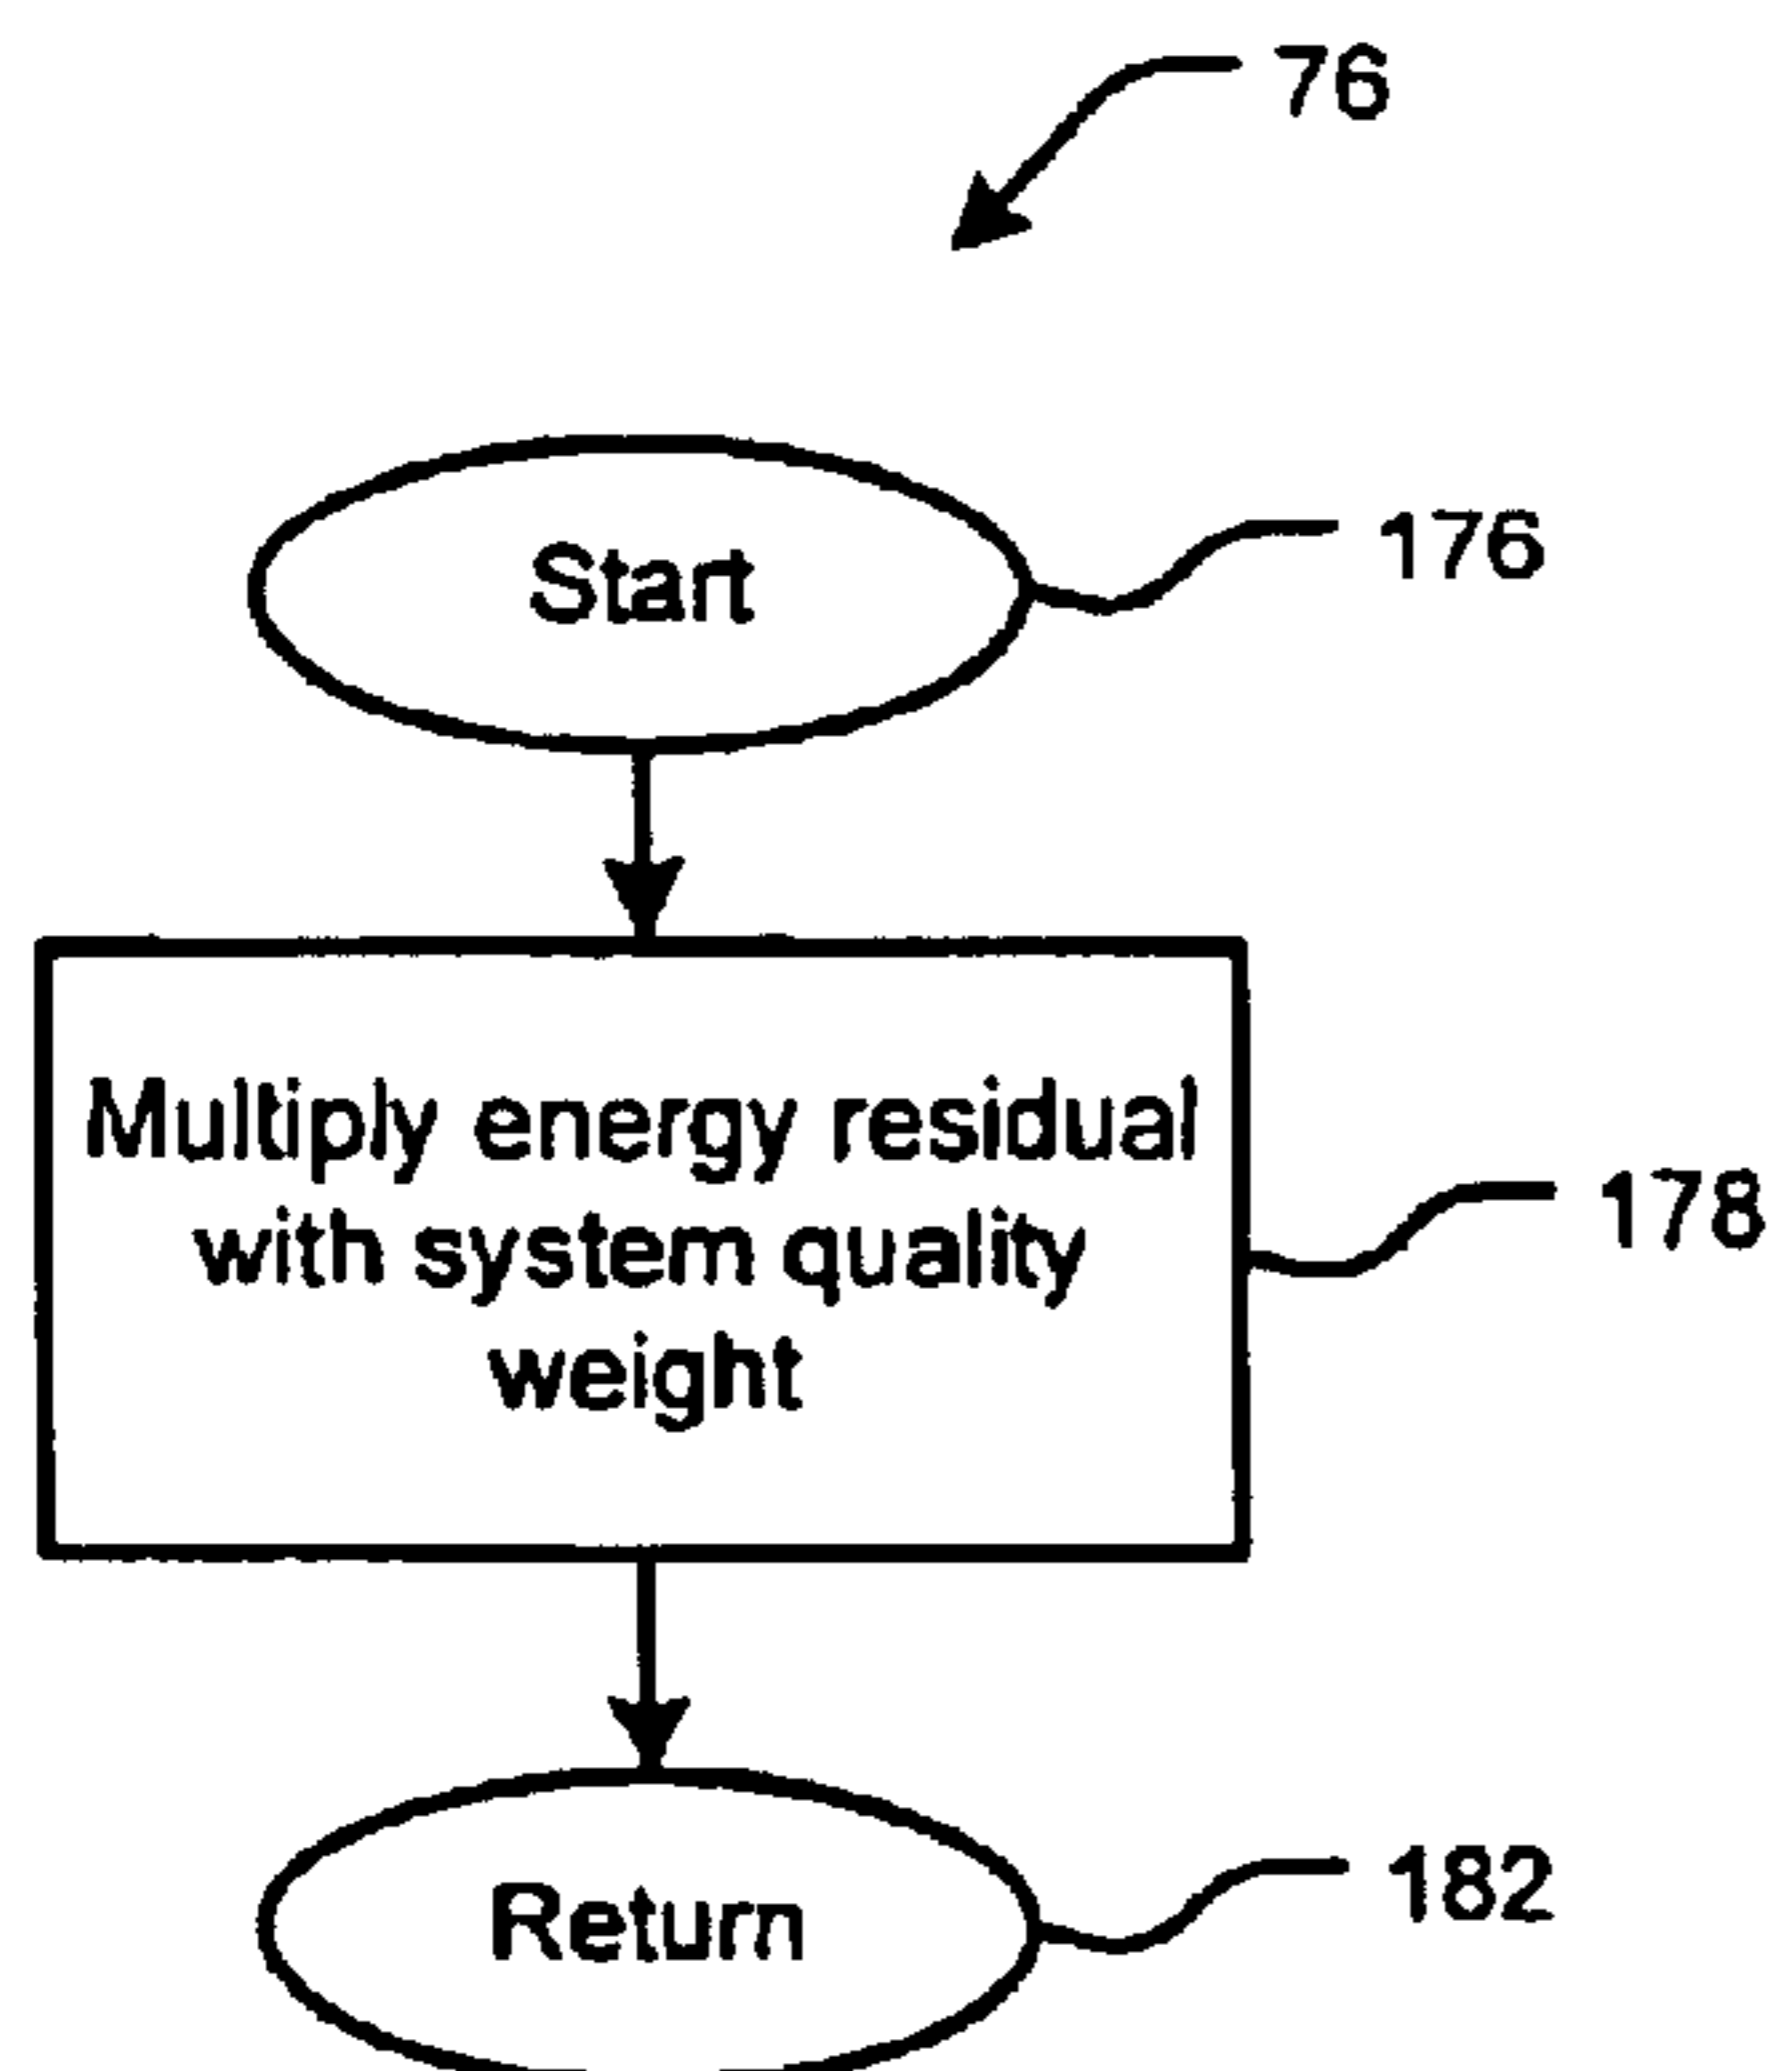 76
Start
176
Multiply energy residual
with system quality
weight
178
Return
182